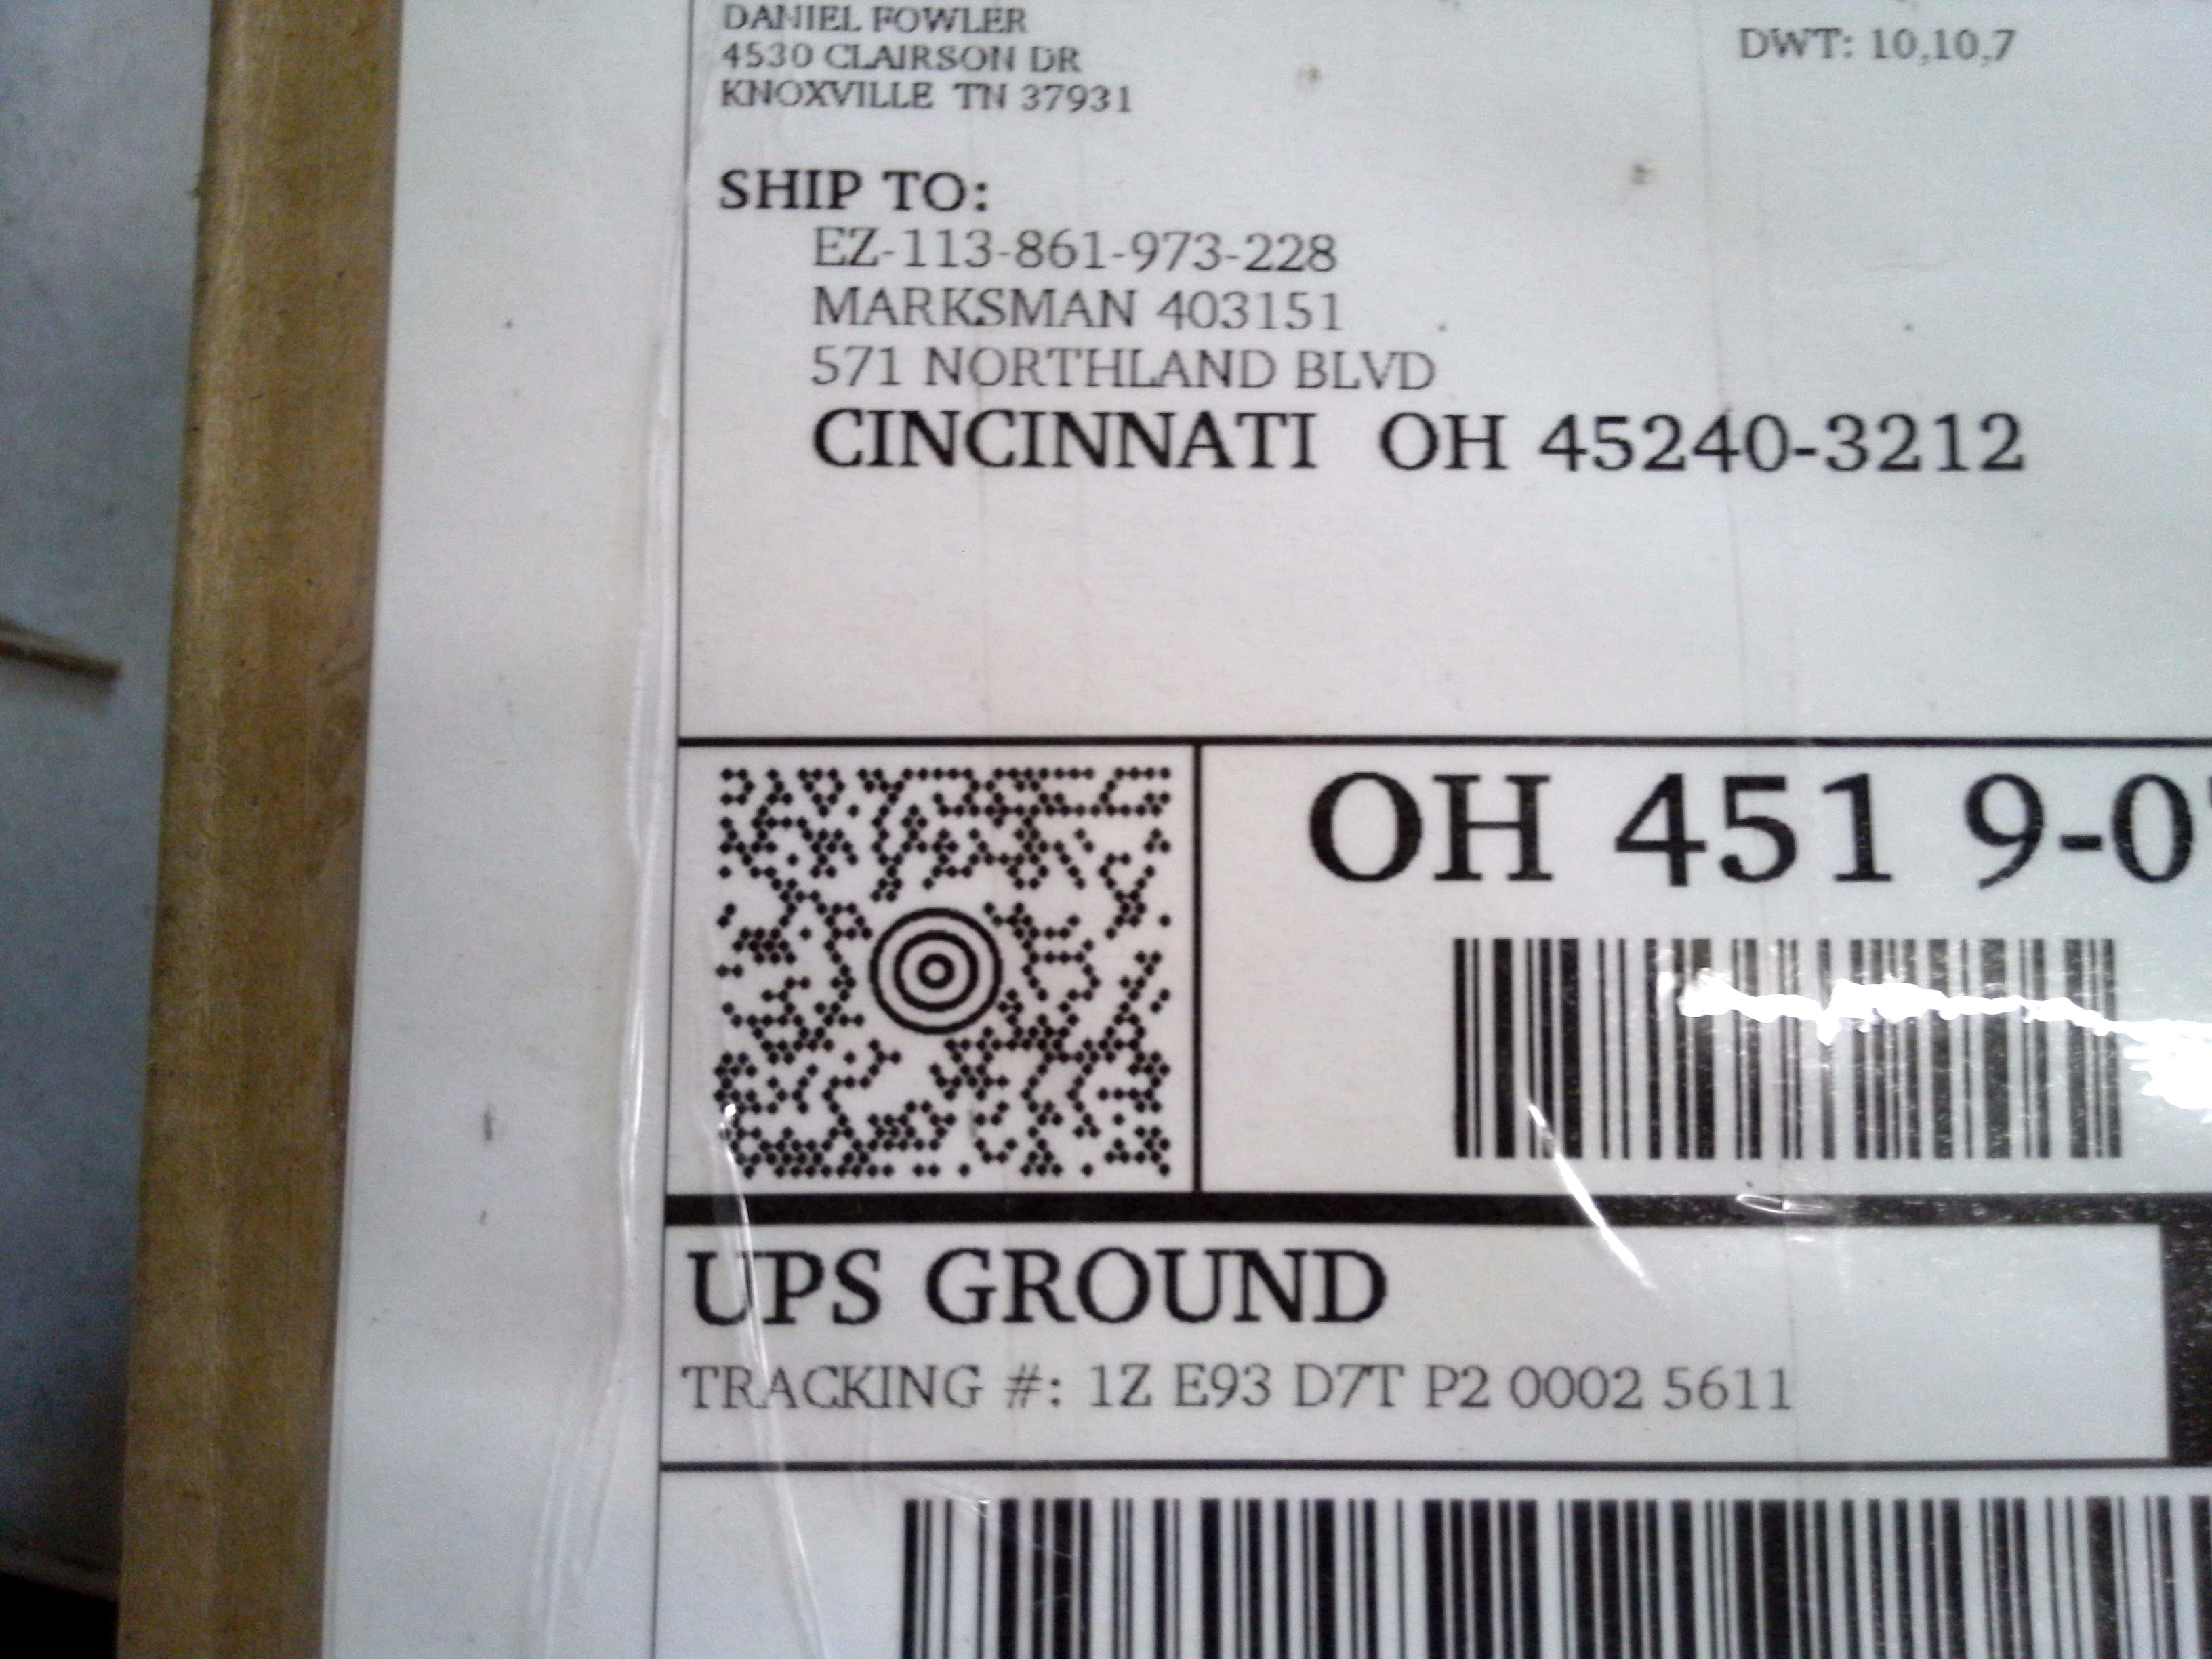 DANIEL FOWLER
4530 CLAIRSON DR
KNOXVILLE TN 37931
DWT: 10,10,7
SHIP TO:
EZ-113-861-973-228
MARKSMAN 403151
571 NORTHLAND BLVD
CINCINNATI OH 45240-3212
OH 451 9-0
UPS GROUND
TRACKING #: 1Z E93 D7T P2 0002 5611